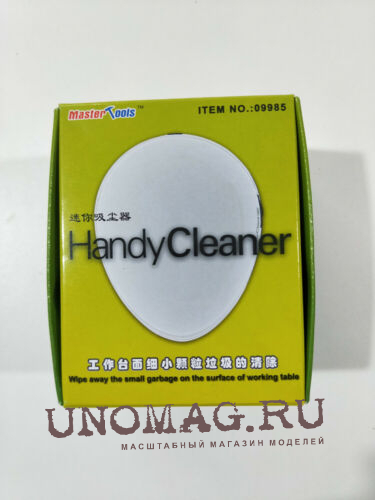 Master Tools™
ITEM NO.:09985
迷你吸尘器
HandyCleaner
工作台面细小颗粒垃圾的清除
Wips away the small garbage on the surface of working table
UNOMAG.RU
МАСШТАБНЫЙ МАГАЗИН МОДЕЛЕЙ